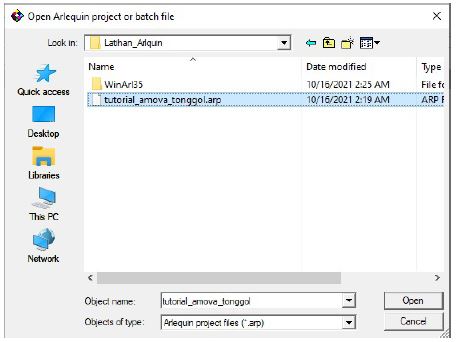 Open Arlequin project or batch file
Look in: Latihan_Arlquin
Name Date modified Type
WinArl35 10/16/2021 2:25 AM File fo
tutorial_amova_tonggol.arp 10/16/2021 2:19 AM ARP F
Quick access
Desktop
Libraries
This PC
Network
Object name: tutorial_amova_tonggol Open
Objects of type: Arlequin project files (*.arp) Cancel